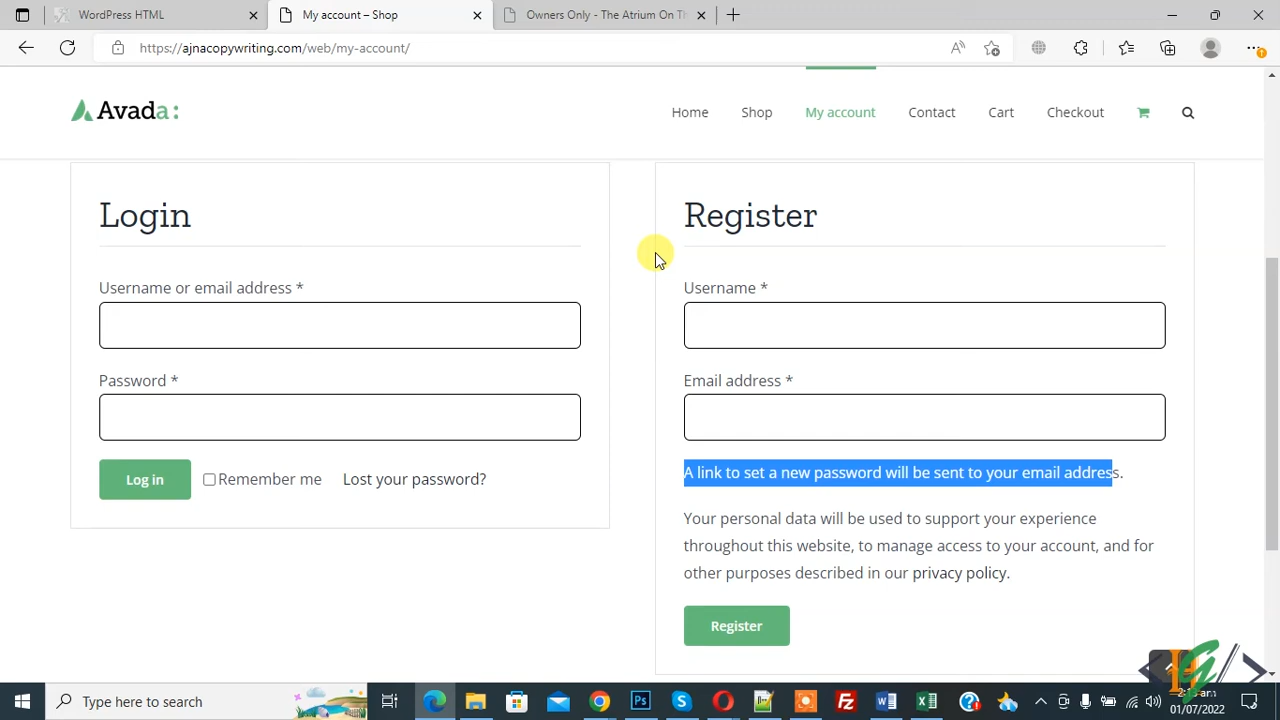 WordPress HTML
My account – Shop
Owners Only - The Atrium On Th
https://ajnacopywriting.com/web/my-account/
Avada:
Home
Shop
My account
Contact
Cart
Checkout
Login
Username or email address *
Password *
Log in
Remember me
Lost your password?
Register
Username *
Email address *
A link to set a new password will be sent to your email address.
Your personal data will be used to support your experience
throughout this website, to manage access to your account, and for
other purposes described in our privacy policy.
Register
Type here to search
01/07/2022